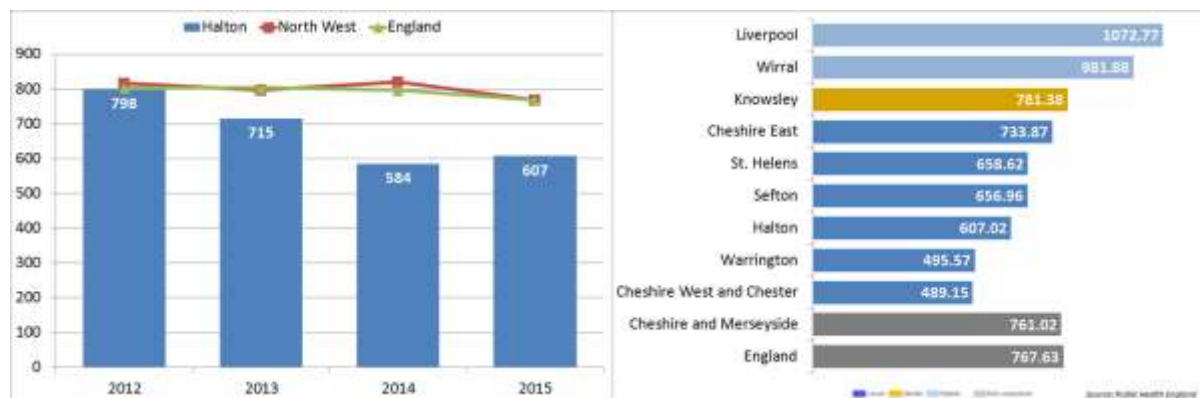 Halton North West England
900
800
700
600
500
400
300
200
100
0
798
715
584
607
2012 2013 2014 2015
Liverpool 1072.77
Wirral 981.88
Knowsley 781.38
Cheshire East 733.87
St. Helens 658.62
Sefton 656.96
Halton 607.02
Warrington 495.57
Cheshire West and Chester 489.15
Cheshire and Merseyside 761.02
England 767.63
Source: Public Health England